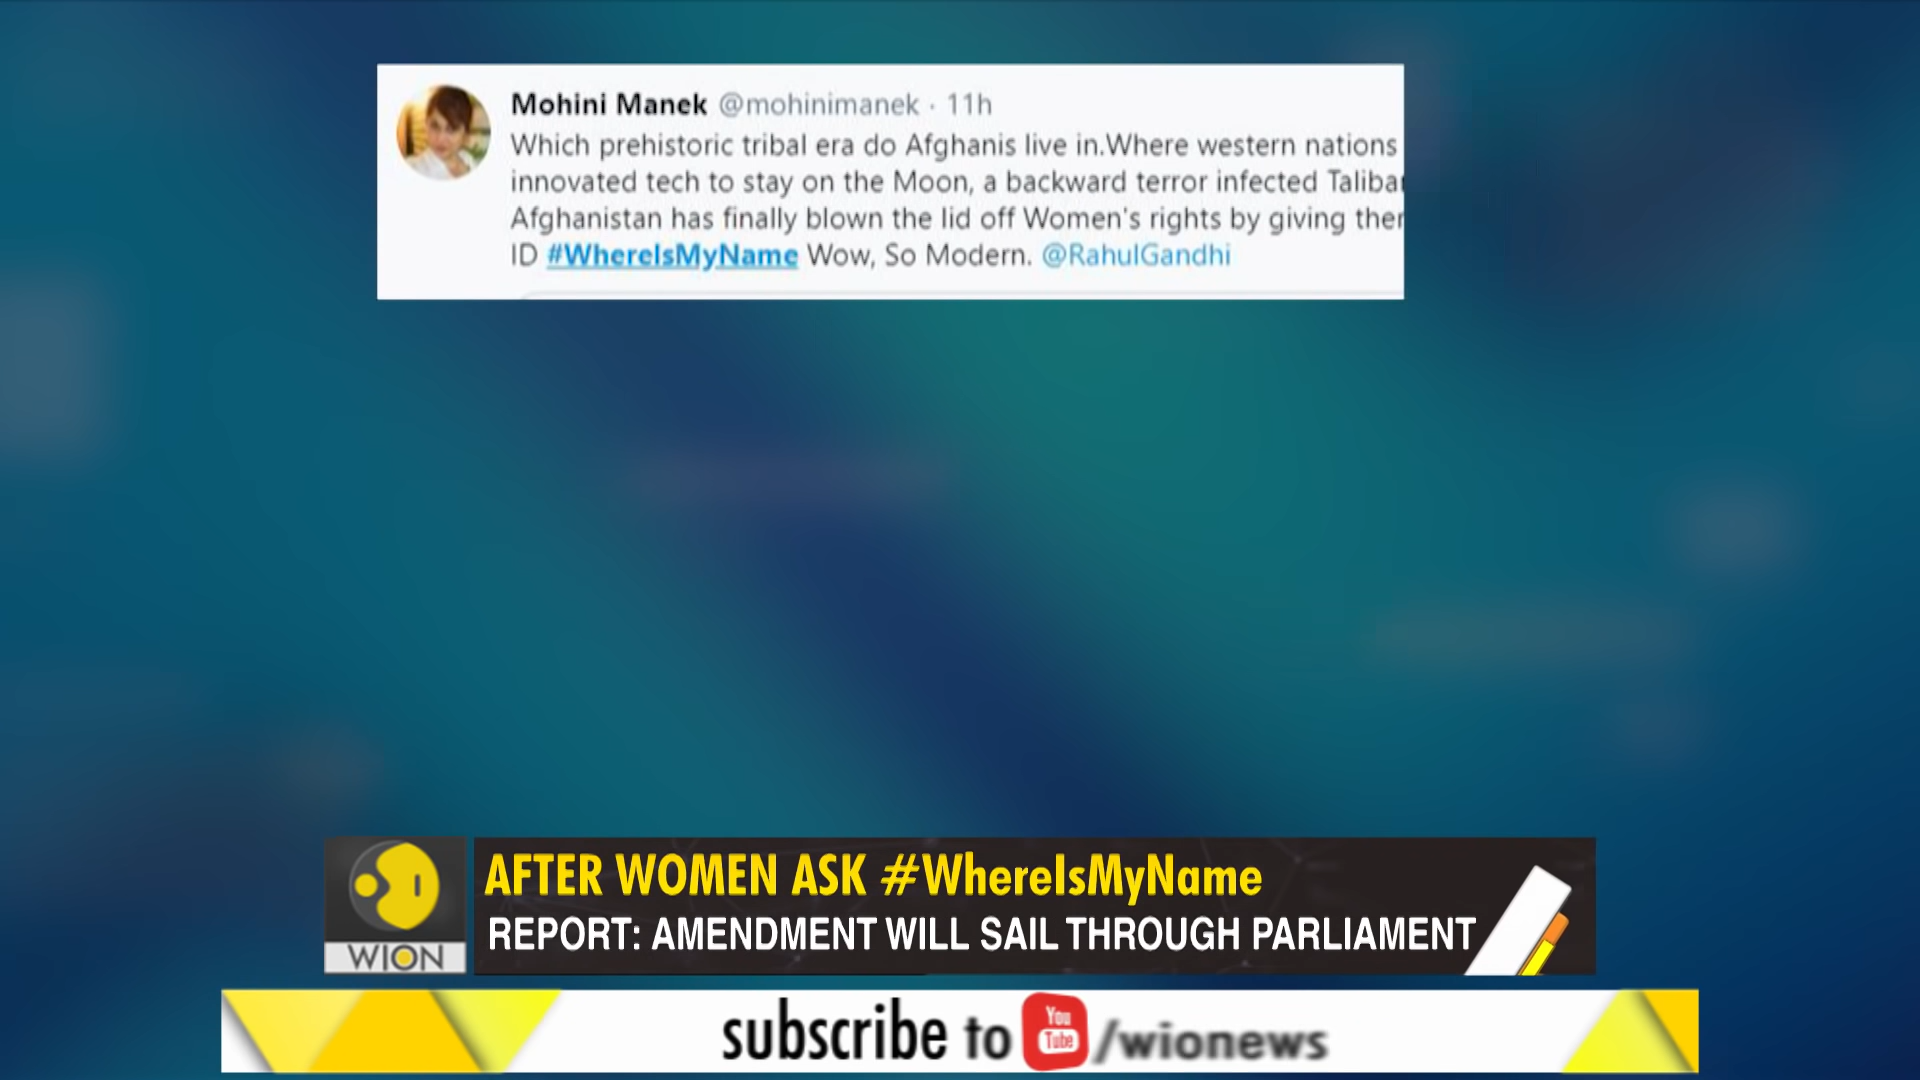 Mohini Manek @mohinimanek · 11h
Which prehistoric tribal era do Afghanis live in.Where western nations
innovated tech to stay on the Moon, a backward terror infected
Afghanistan has finally blown the lid off Women's rights by giving
ID #WhereIsMyName Wow, So Modern. @RahulGandhi
AFTER WOMEN ASK #WhereIsMyName
REPORT: AMENDMENT WILL SAIL THROUGH PARLIAMENT
WION
subscribe to You Tube /wionews